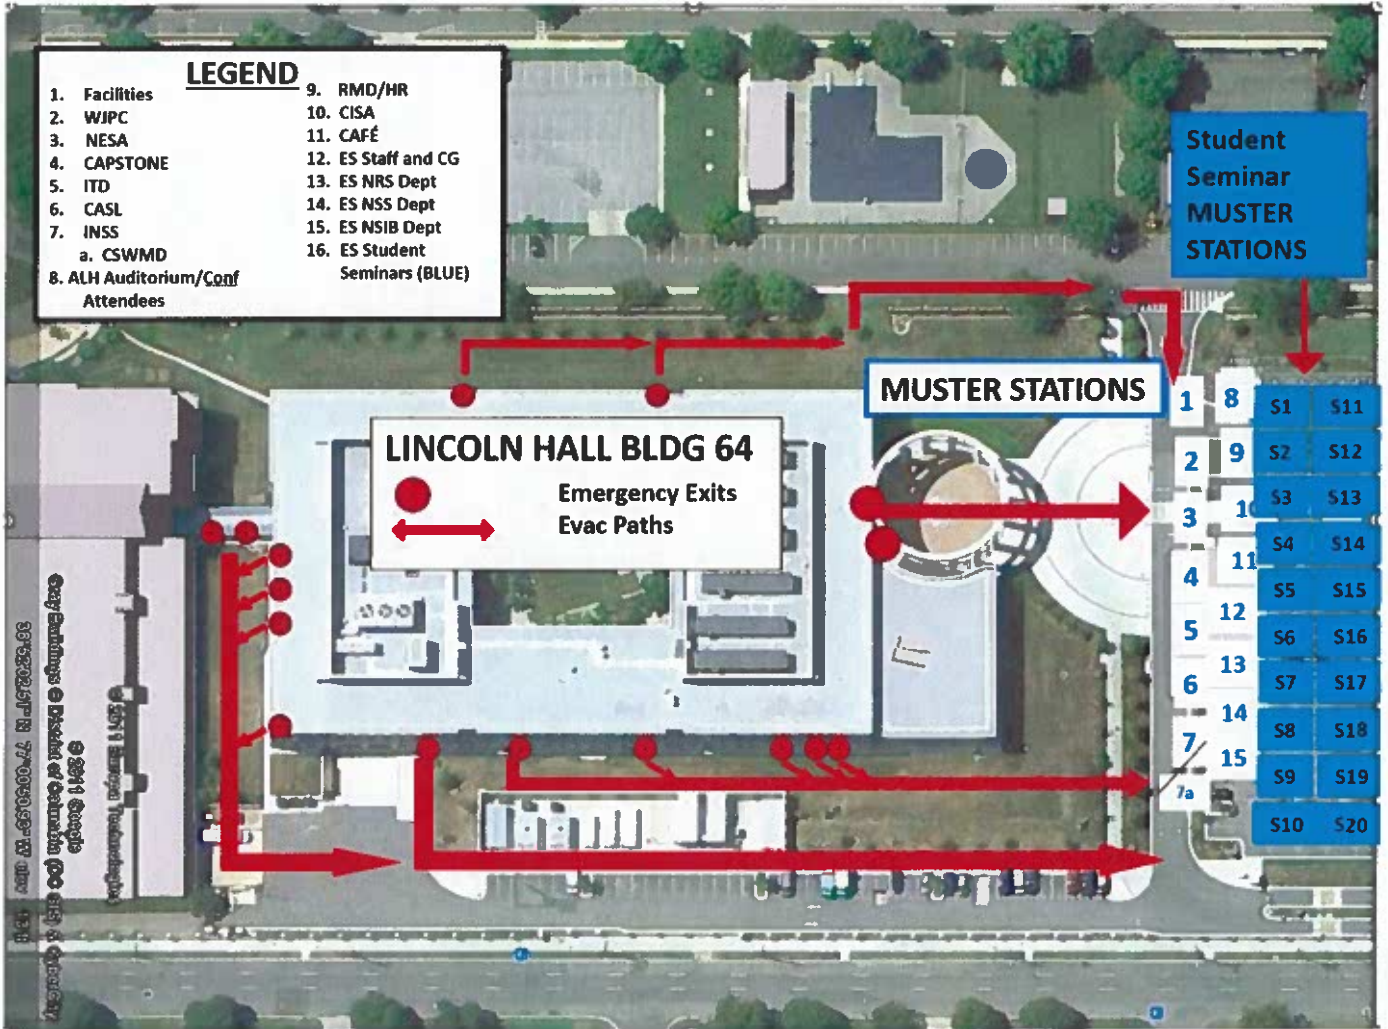 LEGEND
1. Facilities
2. WJPC
3. NESA
4. CAPSTONE
5. ITD
6. CASL
7. INSS
a. CSWMD
8. ALH Auditorium/Conf
Attendees
9. RMD/HR
10. CISA
11. CAFÉ
12. ES Staff and CG
13. ES NRS Dept
14. ES NSS Dept
15. ES NSIB Dept
16. ES Student
Seminars (BLUE)
Student
Seminar
MUSTER
STATIONS
MUSTER STATIONS
LINCOLN HALL BLDG 64
Emergency Exits
Evac Paths
1 8 S1 S11
2 9 S2 S12
3 10 S3 S13
4 11 S4 S14
5 12 S5 S15
6 13 S6 S16
7 14 S7 S17
7a 15 S8 S18
S9 S19
S10 S20
© 2011 Google
© 2011 Europa Technologies